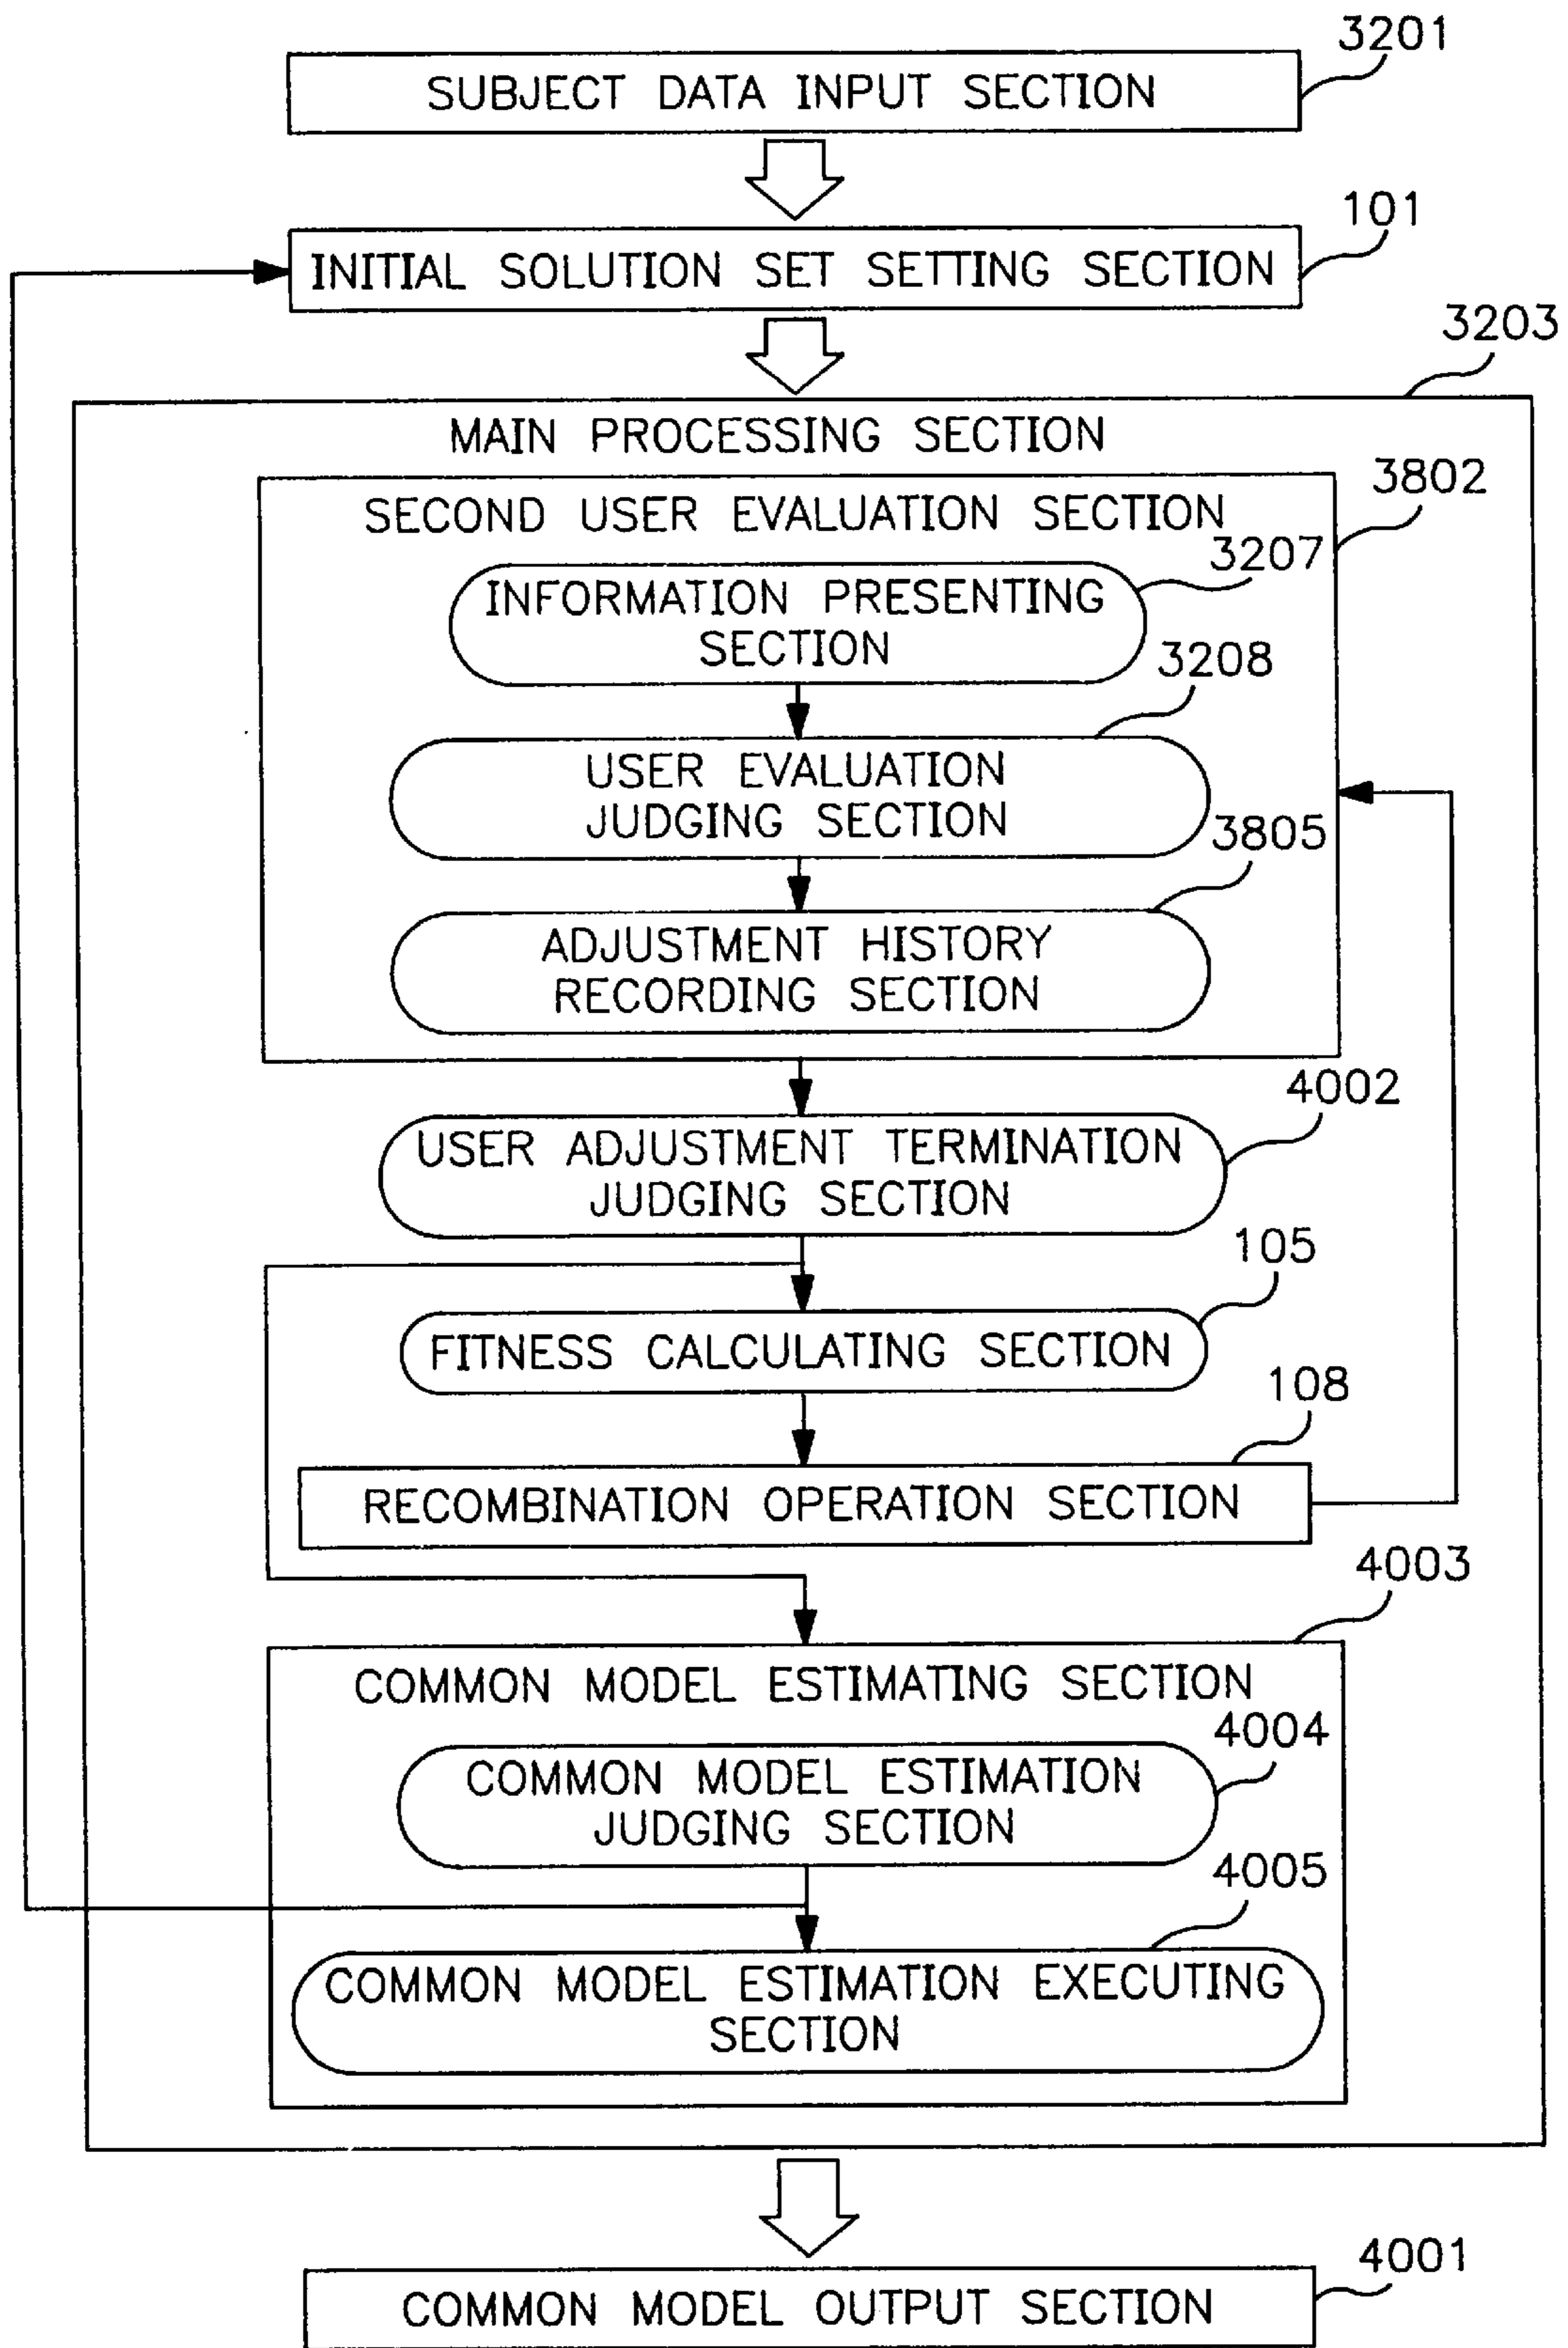 3201
SUBJECT DATA INPUT SECTION
101
INITIAL SOLUTION SET SETTING SECTION
3203
MAIN PROCESSING SECTION
3802
SECOND USER EVALUATION SECTION
3207
INFORMATION PRESENTING
SECTION
3208
USER EVALUATION
JUDGING SECTION
3805
ADJUSTMENT HISTORY
RECORDING SECTION
4002
USER ADJUSTMENT TERMINATION
JUDGING SECTION
105
FITNESS CALCULATING SECTION
108
RECOMBINATION OPERATION SECTION
4003
COMMON MODEL ESTIMATING SECTION
4004
COMMON MODEL ESTIMATION
JUDGING SECTION
4005
COMMON MODEL ESTIMATION EXECUTING
SECTION
4001
COMMON MODEL OUTPUT SECTION